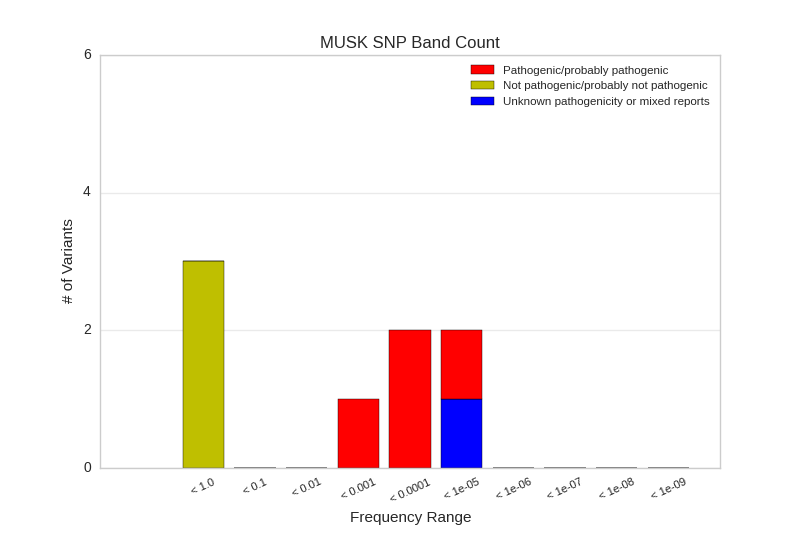 MUSK SNP Band Count
Pathogenic/probably pathogenic
Not pathogenic/probably not pathogenic
Unknown pathogenicity or mixed reports
6
4
2
0
# of Variants
< 1.0
< 0.1
< 0.01
< 0.001
< 0.0001
< 1e-05
< 1e-06
< 1e-07
< 1e-08
< 1e-09
Frequency Range